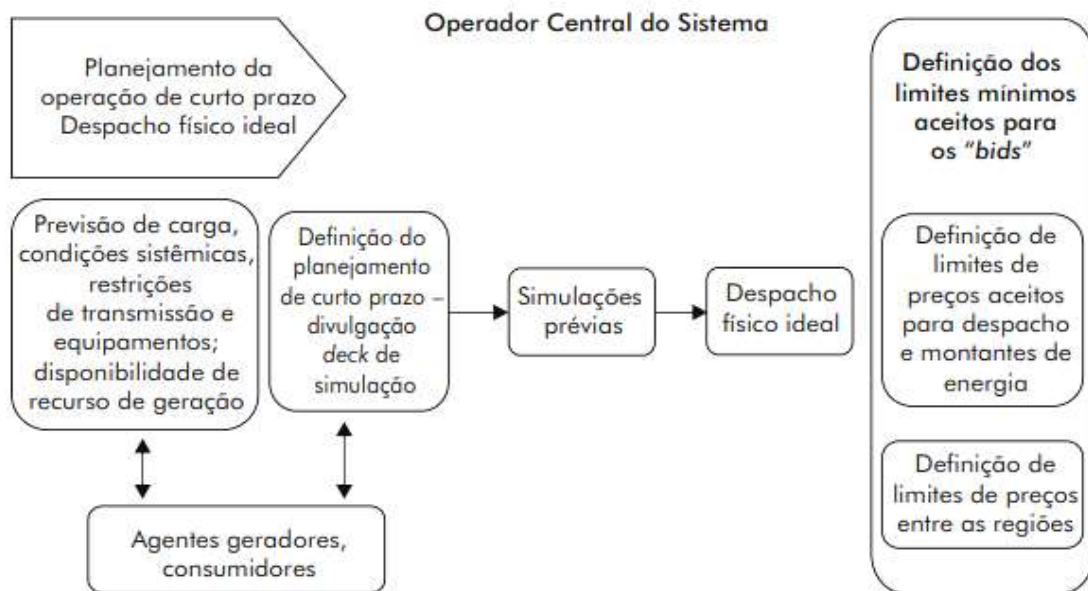 Operador Central do Sistema
Planejamento da
operação de curto prazo
Despacho físico ideal
Previsão de carga,
condições sistêmicas,
restrições
de transmissão e
equipamentos;
disponibilidade de
recurso de geração
Definição do
planejamento
de curto prazo –
divulgação
deck de
simulação
Simulações
prévias
Despacho
físico ideal
Agentes geradores,
consumidores
Definição dos
limites mínimos
aceitos para
os “bids”
Definição de
limites de
preços aceitos
para despacho
e montantes de
energia
Definição de
limites de preços
entre as regiões